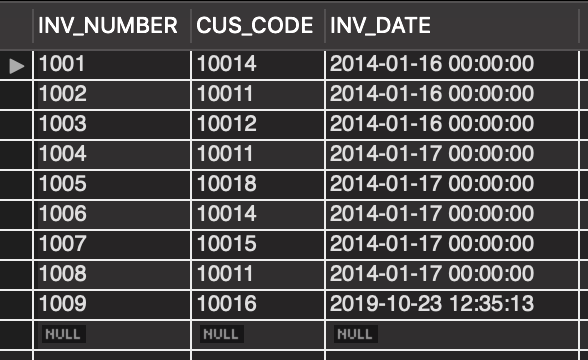 INV_NUMBER CUS_CODE INV_DATE
1001 10014 2014-01-16 00:00:00
1002 10011 2014-01-16 00:00:00
1003 10012 2014-01-16 00:00:00
1004 10011 2014-01-17 00:00:00
1005 10018 2014-01-17 00:00:00
1006 10014 2014-01-17 00:00:00
1007 10015 2014-01-17 00:00:00
1008 10011 2014-01-17 00:00:00
1009 10016 2019-10-23 12:35:13
NULL NULL NULL